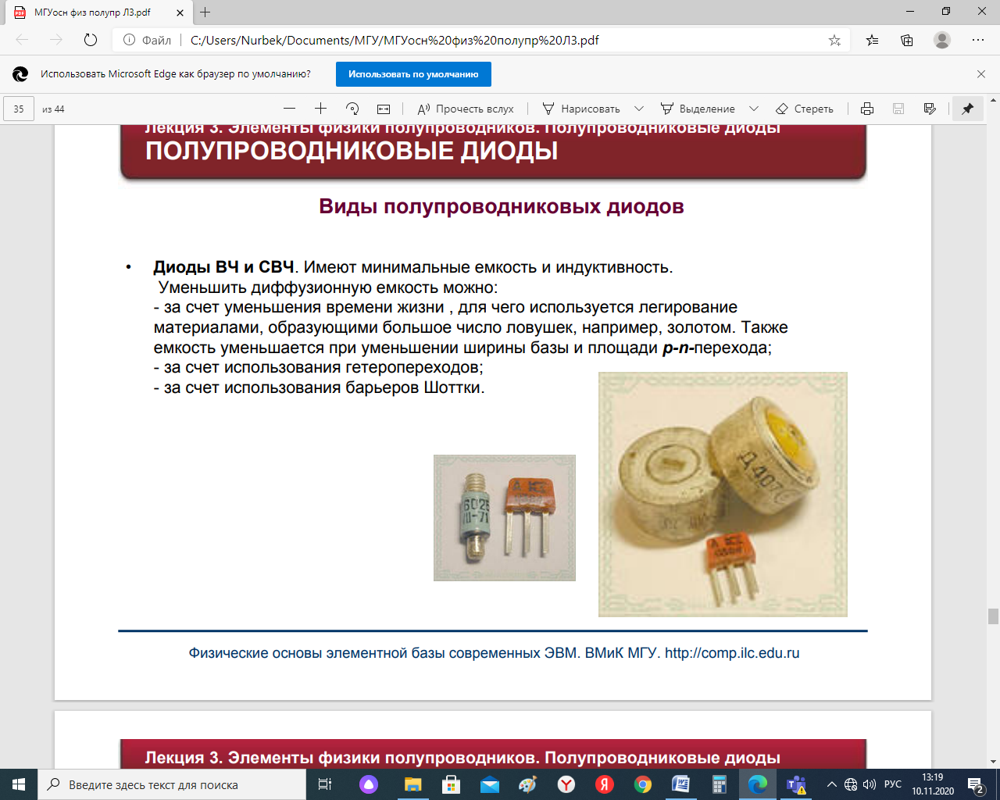 МГУосн физ полупр Л3.pdf
Файл
C:/Users/Nurbek/Documents/МГУ/МГУосн%20физ%20полупр%20Л3.pdf
Использовать Microsoft Edge как браузер по умолчанию?
Использовать по умолчанию
35 из 44
Прочесть вслух
Нарисовать
Выделение
Стереть
Лекция 3. Элементы физики полупроводников. Полупроводниковые диоды
ПОЛУПРОВОДНИКОВЫЕ ДИОДЫ
Виды полупроводниковых диодов
• Диоды ВЧ и СВЧ. Имеют минимальные емкость и индуктивность.
Уменьшить диффузионную емкость можно:
- за счет уменьшения времени жизни , для чего используется легирование
материалами, образующими большое число ловушек, например, золотом. Также
емкость уменьшается при уменьшении ширины базы и площади p-n-перехода;
- за счет использования гетеропереходов;
- за счет использования барьеров Шоттки.
Д407
602Б
III-71
Физические основы элементной базы современных ЭВМ. ВМиК МГУ. http://comp.ilc.edu.ru
Лекция 3. Элементы физики полупроводников. Полупроводниковые диоды
Введите здесь текст для поиска
РУС
13:19
10.11.2020
2